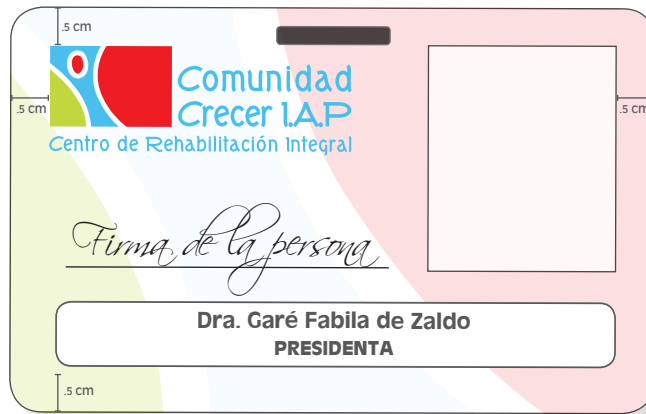 .5 cm
Comunidad
Crecer I.A.P
Centro de Rehabilitación Integral
.5 cm
.5 cm
Firma de la persona
Dra. Garé Fabila de Zaldo
PRESIDENTA
.5 cm